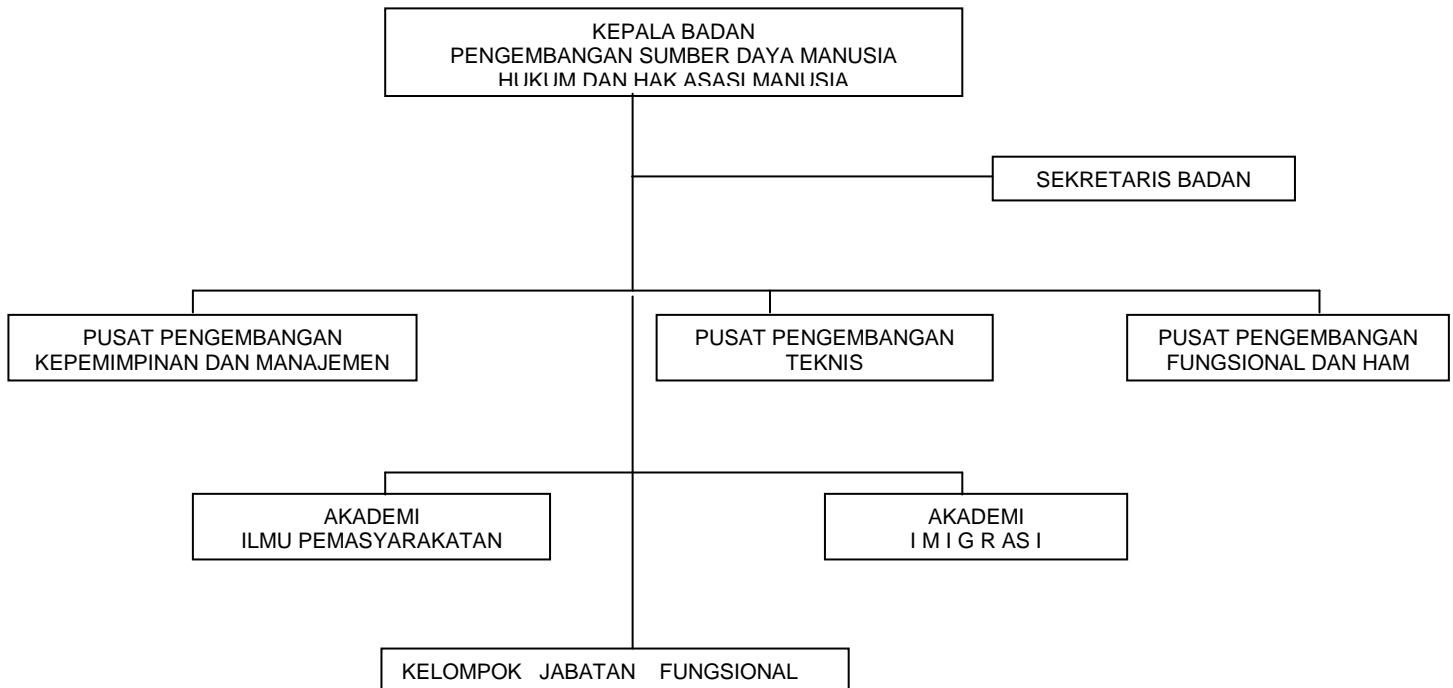 KEPALA BADAN
PENGEMBANGAN SUMBER DAYA MANUSIA
HUKUM DAN HAK ASASI MANUSIA
SEKRETARIS BADAN
PUSAT PENGEMBANGAN
KEPEMIMPINAN DAN MANAJEMEN
PUSAT PENGEMBANGAN
TEKNIS
PUSAT PENGEMBANGAN
FUNGSIONAL DAN HAM
AKADEMI
ILMU PEMASYARAKATAN
AKADEMI
I M I G R AS I
KELOMPOK JABATAN FUNGSIONAL